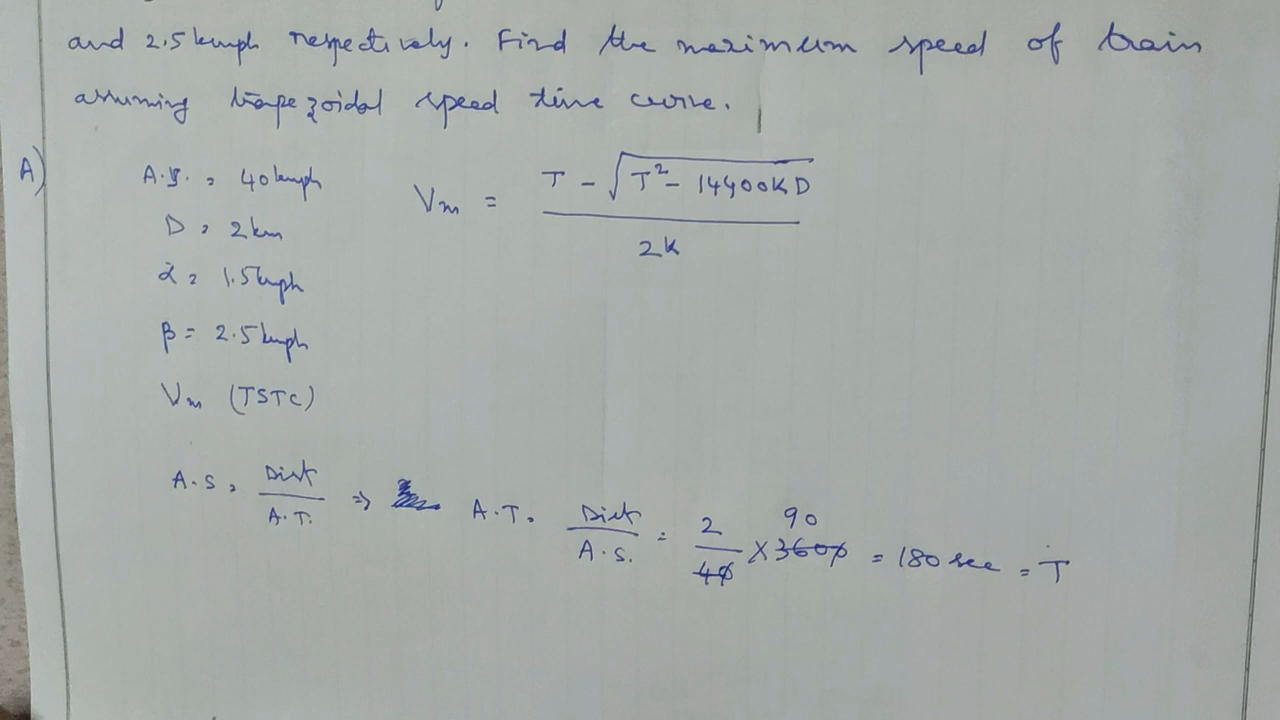 and 2.5 kmph respectively. Find the maximum speed of train
assuming trapezoidal speed time curve.
A)
A.S. = 40 kmph
D = 2 km
α = 1.5 kmph
β = 2.5 kmph
Vm (TSTC)
Vm = T - √T² - 14400KD / 2K
A.S. = Dist / A.T. ⇒ A.T. = Dist / A.S. = 2 / 40 × 3600 90 = 180 sec = T